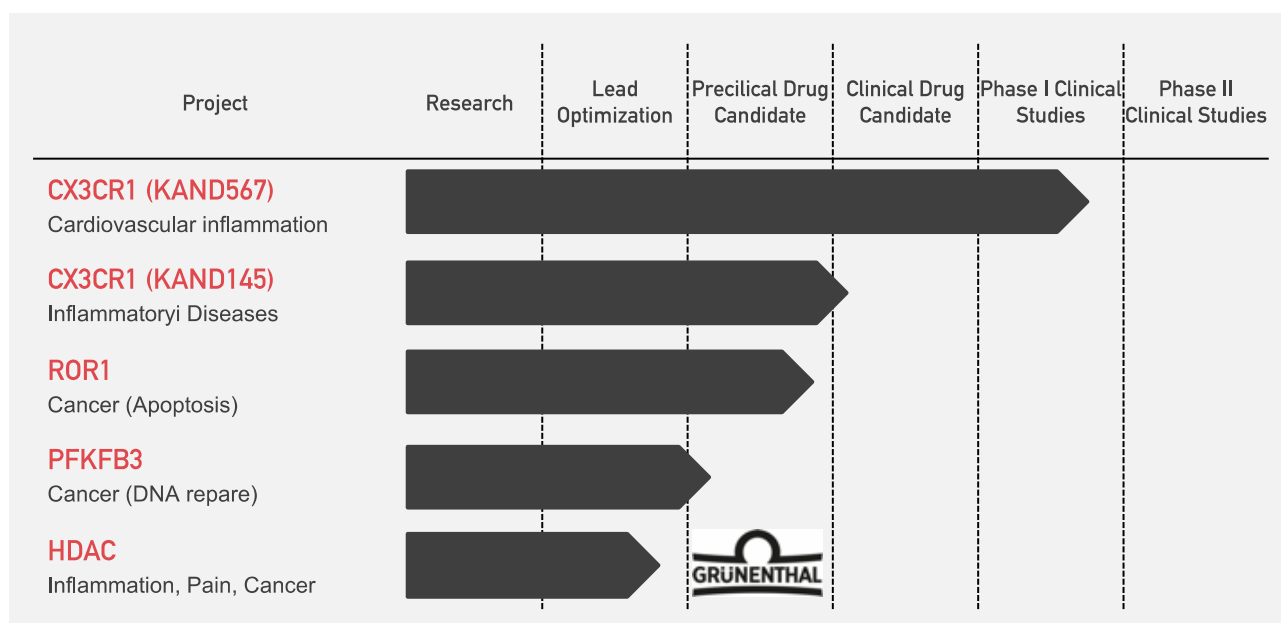 Project
Research
Lead
Optimization
Precilical Drug
Candidate
Clinical Drug
Candidate
Phase I Clinical
Studies
Phase II
Clinical Studies
CX3CR1 (KAND567)
Cardiovascular inflammation
CX3CR1 (KAND145)
Inflammatoryi Diseases
ROR1
Cancer (Apoptosis)
PFKFB3
Cancer (DNA repare)
HDAC
Inflammation, Pain, Cancer
GRÜNENTHAL